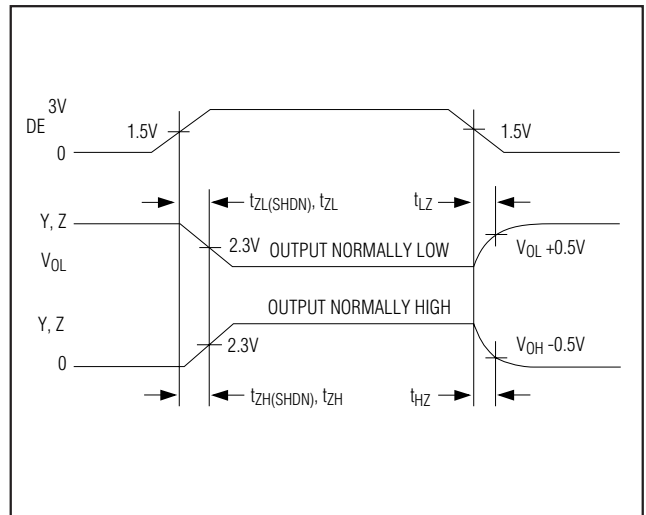 3V
DE
1.5V
1.5V
0
tZL(SHDN), tZL
tLZ
Y, Z
2.3V
OUTPUT NORMALLY LOW
VOL +0.5V
VOL
OUTPUT NORMALLY HIGH
Y, Z
2.3V
VOH -0.5V
0
tZH(SHDN), tZH
tHZ